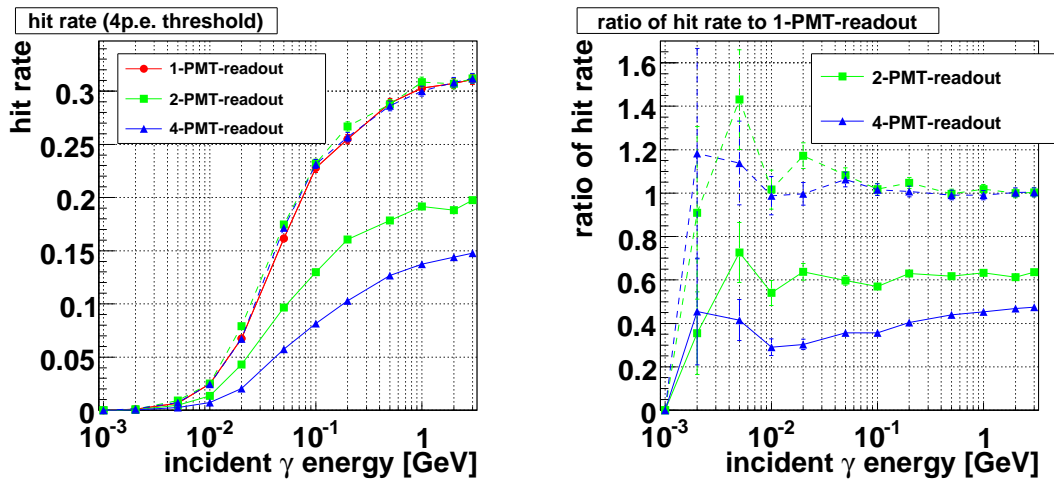 hit rate (4p.e. threshold)
hit rate
1-PMT-readout
2-PMT-readout
4-PMT-readout
0.3
0.25
0.2
0.15
0.1
0.05
0
10-3
10-2
10-1
1
incident γ energy [GeV]
ratio of hit rate to 1-PMT-readout
ratio of hit rate
2-PMT-readout
4-PMT-readout
1.6
1.4
1.2
1
0.8
0.6
0.4
0.2
0
10-3
10-2
10-1
1
incident γ energy [GeV]